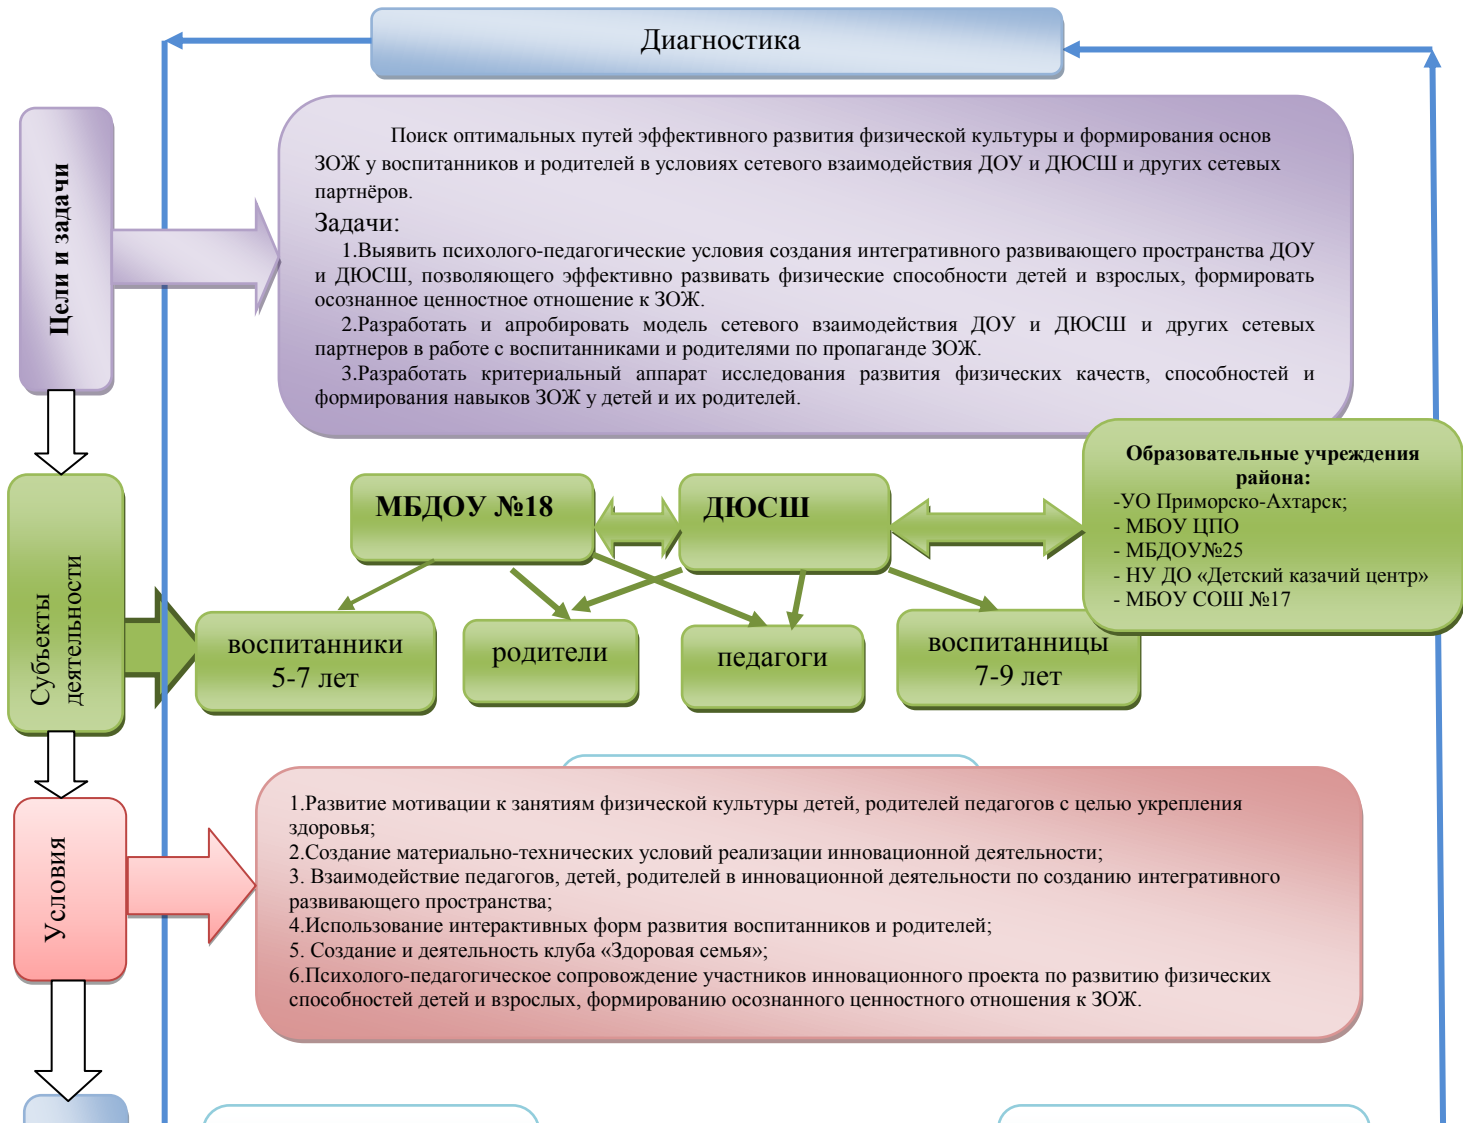 Диагностика
Цели и задачи
Поиск оптимальных путей эффективного развития физической культуры и формирования основ
ЗОЖ у воспитанников и родителей в условиях сетевого взаимодействия ДОУ и ДЮСШ и других сетевых
партнёров.
Задачи:
1.Выявить психолого-педагогические условия создания интегративного развивающего пространства ДОУ
и ДЮСШ, позволяющего эффективно развивать физические способности детей и взрослых, формировать
осознанное ценностное отношение к ЗОЖ.
2.Разработать и апробировать модель сетевого взаимодействия ДОУ и ДЮСШ и других сетевых
партнеров в работе с воспитанниками и родителями по пропаганде ЗОЖ.
3.Разработать критериальный аппарат исследования развития физических качеств, способностей и
формирования навыков ЗОЖ у детей и их родителей.
Субъекты
деятельности
МБДОУ №18
ДЮСШ
Образовательные учреждения
района:
-УО Приморско-Ахтарск;
- МБОУ ЦПО
- МБДОУ№25
- НУ ДО «Детский казачий центр»
- МБОУ СОШ №17
воспитанники
5-7 лет
родители
педагоги
воспитанницы
7-9 лет
Условия
1.Развитие мотивации к занятиям физической культуры детей, родителей педагогов с целью укрепления
здоровья;
2.Создание материально-технических условий реализации инновационной деятельности;
3. Взаимодействие педагогов, детей, родителей в инновационной деятельности по созданию интегративного
развивающего пространства;
4.Использование интерактивных форм развития воспитанников и родителей;
5. Создание и деятельность клуба «Здоровая семья»;
6.Психолого-педагогическое сопровождение участников инновационного проекта по развитию физических
способностей детей и взрослых, формированию осознанного ценностного отношения к ЗОЖ.